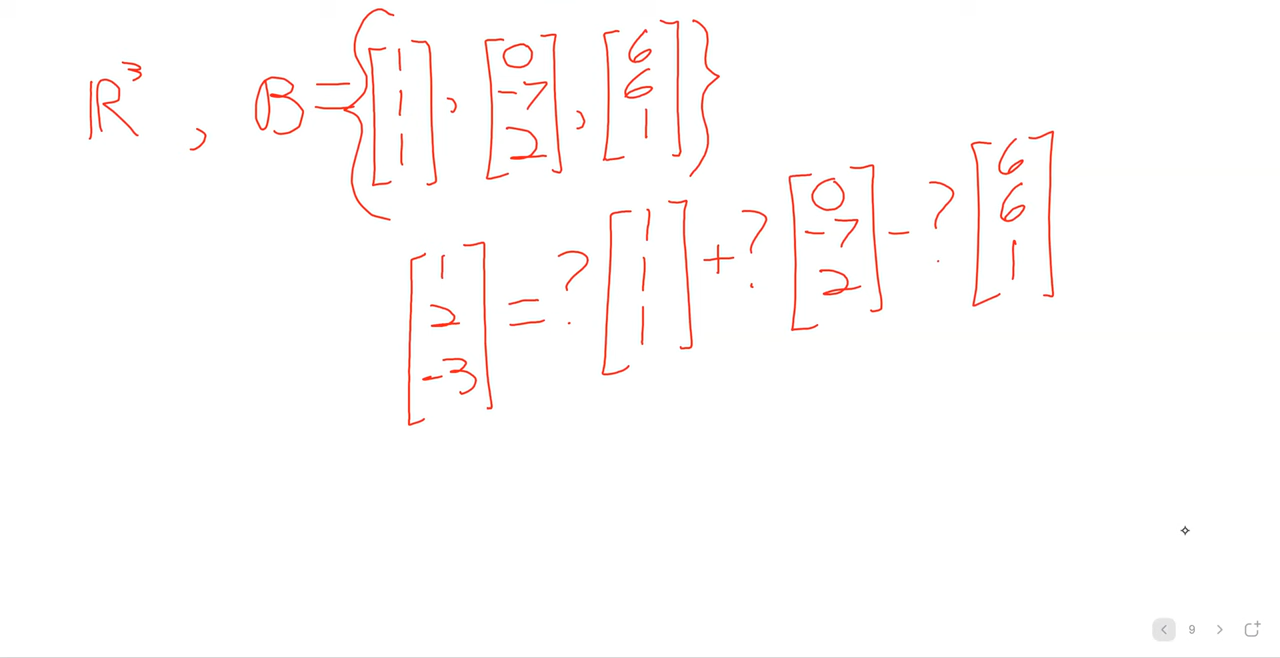 ℝ³, B = { [1 1 1], [0 -7 2], [6 6 1] }
[1 2 -3] = ? [1 1 1] + ? [0 -7 2] - ? [6 6 1]
9